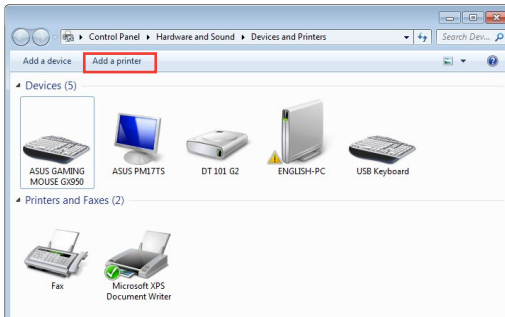 Control Panel ▸ Hardware and Sound ▸ Devices and Printers
Search Dev...
Add a device
Add a printer
Devices (5)
ASUS GAMING
MOUSE GX950
ASUS PM17TS
DT 101 G2
ENGLISH-PC
USB Keyboard
Printers and Faxes (2)
Fax
Microsoft XPS
Document Writer